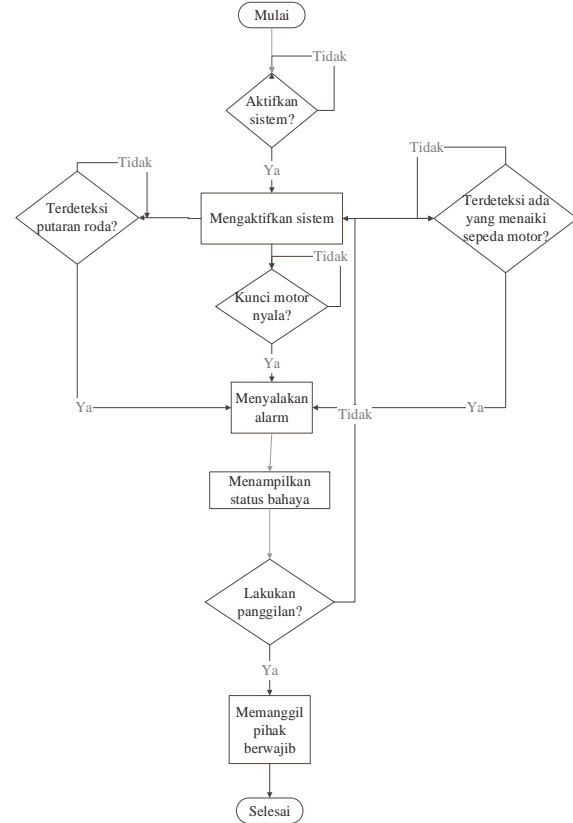 Mulai
Tidak
Aktifkan
sistem?
Ya
Tidak
Tidak
Terdeteksi
putaran roda?
Mengaktifkan sistem
Terdeteksi ada
yang menaiki
sepeda motor?
Tidak
Kunci motor
nyala?
Ya
Ya
Menyalakan
alarm
Tidak
Ya
Menampilkan
status bahaya
Lakukan
panggilan?
Ya
Memanggil
pihak
berwajib
Selesai